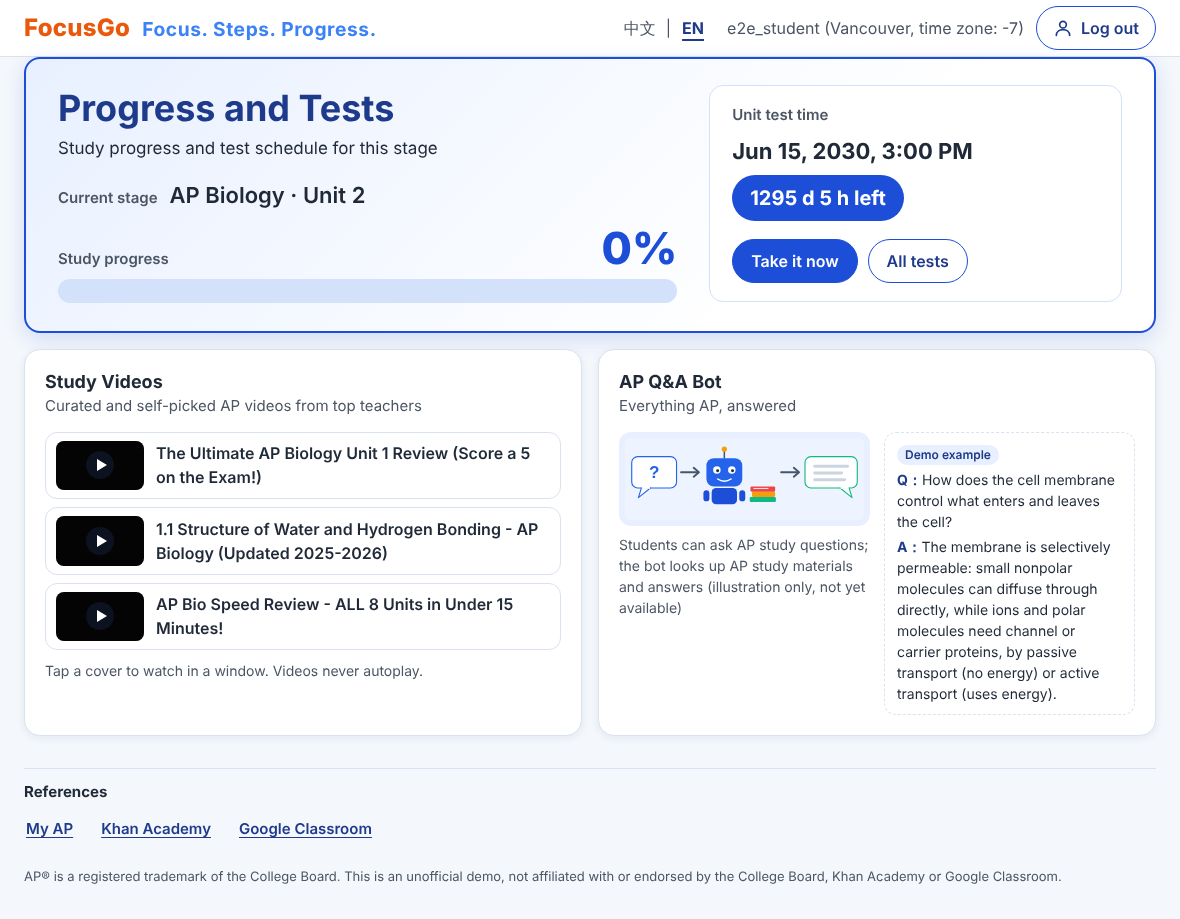 FocusGo Focus. Steps. Progress.
中文 | EN e2e_student (Vancouver, time zone: -7) Log out
Progress and Tests
Study progress and test schedule for this stage
Current stage AP Biology · Unit 2
Study progress 0%
Unit test time
Jun 15, 2030, 3:00 PM
1295 d 5 h left
Take it now All tests
Study Videos
Curated and self-picked AP videos from top teachers
The Ultimate AP Biology Unit 1 Review (Score a 5
on the Exam!)
1.1 Structure of Water and Hydrogen Bonding - AP
Biology (Updated 2025-2026)
AP Bio Speed Review - ALL 8 Units in Under 15
Minutes!
Tap a cover to watch in a window. Videos never autoplay.
AP Q&A Bot
Everything AP, answered
?
Students can ask AP study questions;
the bot looks up AP study materials
and answers (illustration only, not yet
available)
Demo example
Q：How does the cell membrane
control what enters and leaves
the cell?
A：The membrane is selectively
permeable: small nonpolar
molecules can diffuse through
directly, while ions and polar
molecules need channel or
carrier proteins, by passive
transport (no energy) or active
transport (uses energy).
References
My AP Khan Academy Google Classroom
AP® is a registered trademark of the College Board. This is an unofficial demo, not affiliated with or endorsed by the College Board, Khan Academy or Google Classroom.